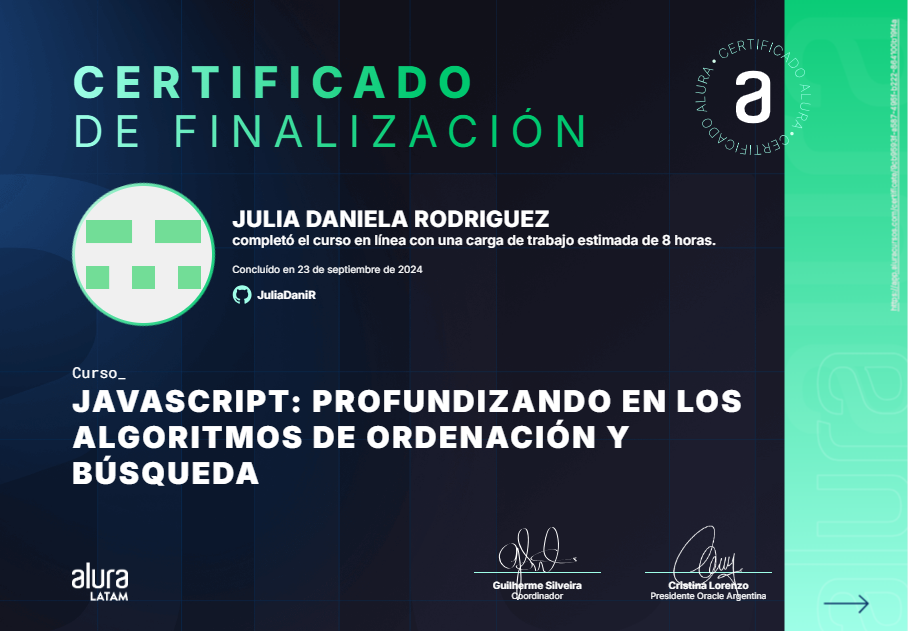 CERTIFICADO
DE FINALIZACIÓN
CERTIFICADO ALURA • CERTIFICADO ALURA •
a
JULIA DANIELA RODRIGUEZ
completó el curso en línea con una carga de trabajo estimada de 8 horas.
Concluído en 23 de septiembre de 2024
JuliaDaniR
Curso_
JAVASCRIPT: PROFUNDIZANDO EN LOS
ALGORITMOS DE ORDENACIÓN Y
BÚSQUEDA
alura
LATAM
Guilherme Silveira
Coordinador
Cristina Lorenzo
Presidente Oracle Argentina
alura